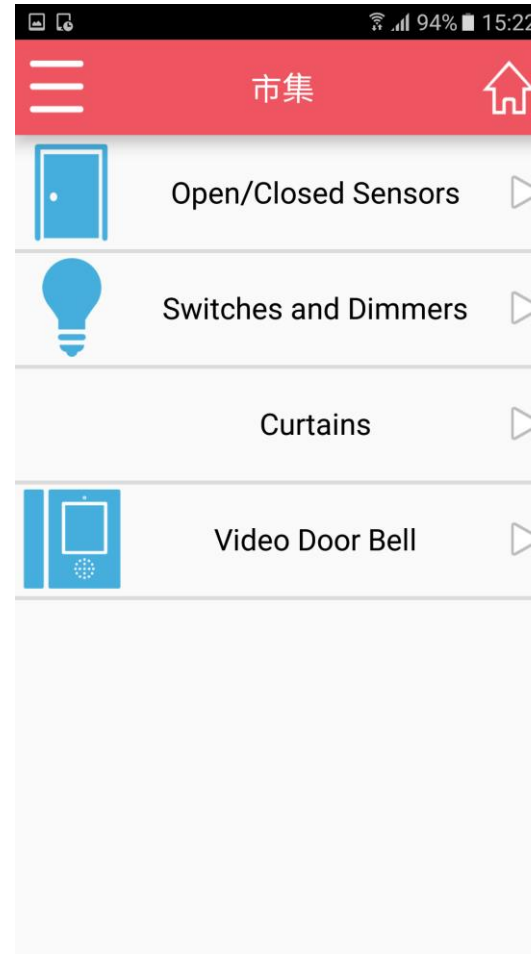 94% 15:22
市集
Open/Closed Sensors
Switches and Dimmers
Curtains
Video Door Bell